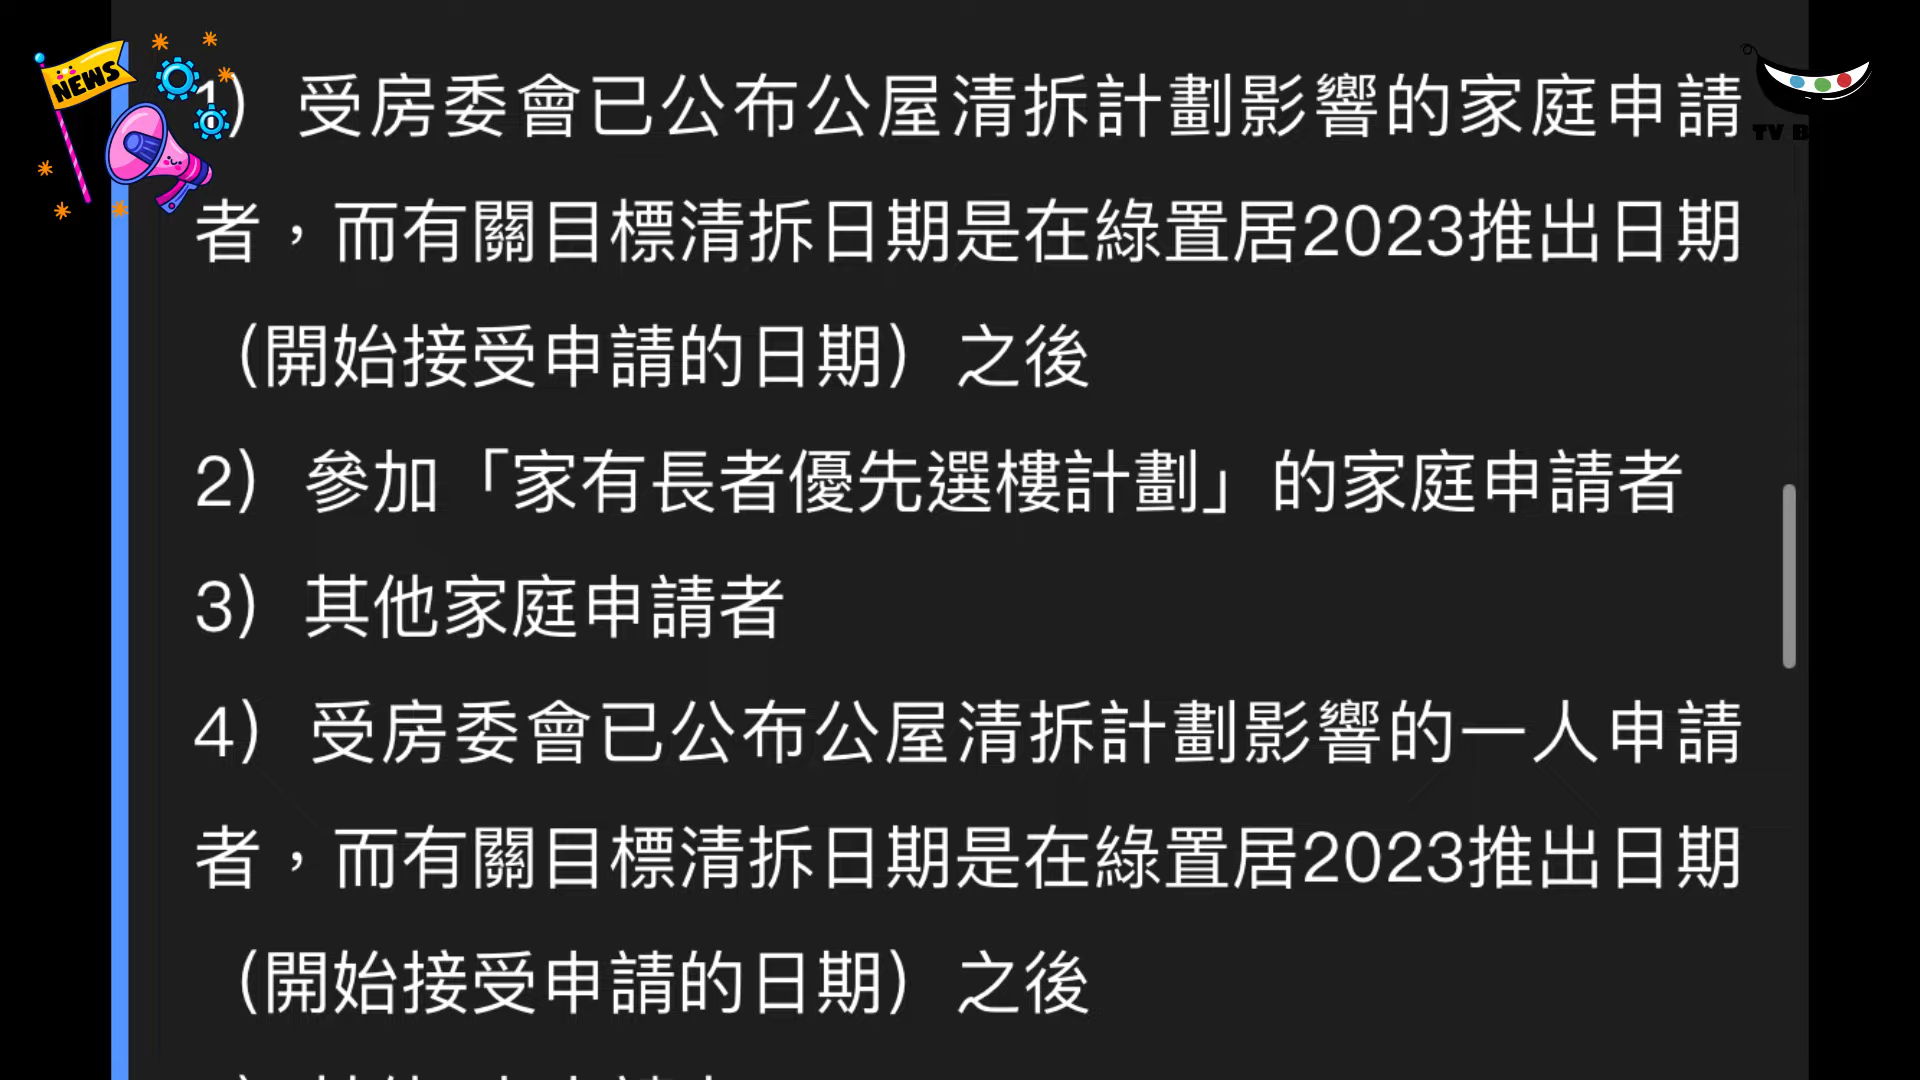 NEWS
1） 受房委會已公布公屋清拆計劃影響的家庭申請
者，而有關目標清拆日期是在綠置居2023推出日期
（開始接受申請的日期）之後
2） 參加「家有長者優先選樓計劃」的家庭申請者
3） 其他家庭申請者
4） 受房委會已公布公屋清拆計劃影響的一人申請
者，而有關目標清拆日期是在綠置居2023推出日期
（開始接受申請的日期）之後
TV B